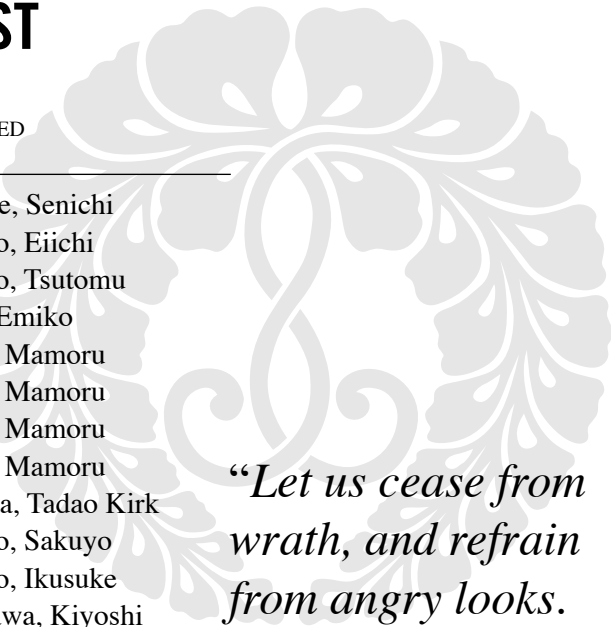 ST
ED
e, Senichi
o, Eiichi
o, Tsutomu
Emiko
Mamoru
Mamoru
Mamoru
Mamoru
a, Tadao Kirk
o, Sakuyo
o, Ikusuke
awa, Kiyoshi
“Let us cease from
wrath, and refrain
from angry looks.